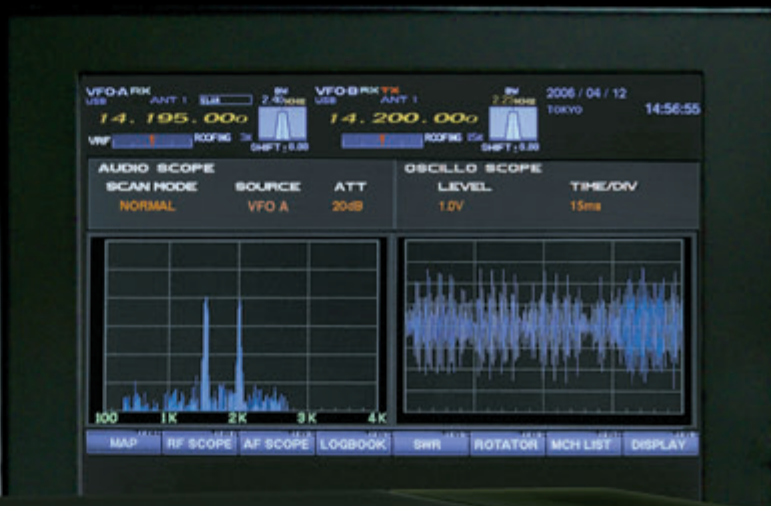 VFO-A RX
USB ANT 1
BW
2.40KHz
14.195.000
VRF ROOFING 3k
SHIFT±0.00
VFO-B RX TX
USB ANT 1
BW
14.200.000
ROOFING 15k
SHIFT±0.00
2006 / 04 / 12
TOKYO 14:56:55
AUDIO SCOPE
SCAN MODE SOURCE ATT
NORMAL VFO A 20dB
OSCILLO SCOPE
LEVEL TIME/DIV
1.0V 15ms
100 1K 2K 3K 4K
MAP RF SCOPE AF SCOPE LOGBOOK SWR ROTATOR MCH LIST DISPLAY